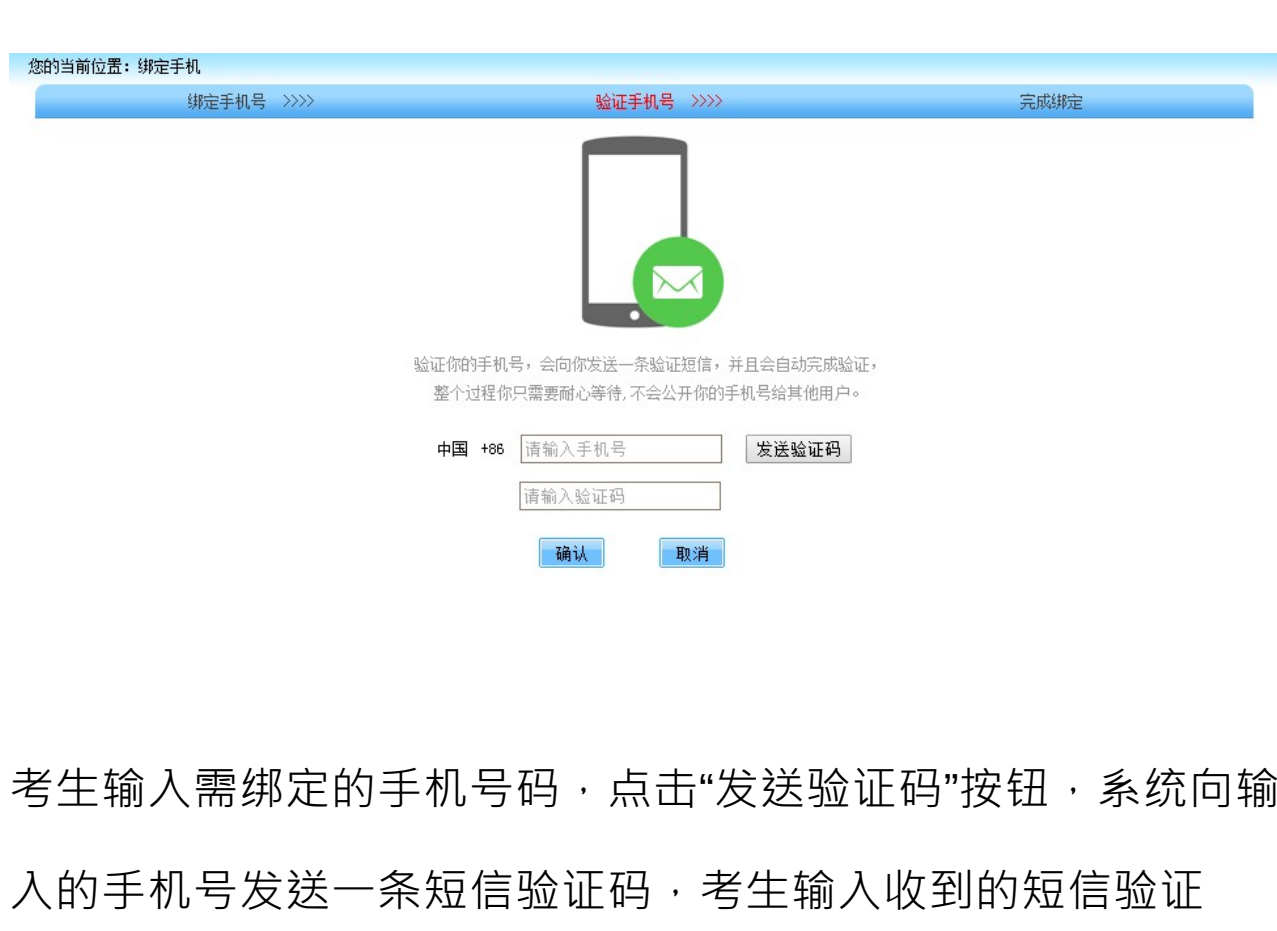 您的当前位置：绑定手机
绑定手机号 >>>> 验证手机号 >>>> 完成绑定
验证你的手机号，会向你发送一条验证短信，并且会自动完成验证，
整个过程你只需要耐心等待,不会公开你的手机号给其他用户。
中国 +86 请输入手机号 发送验证码
请输入验证码
确认 取消
考生输入需绑定的手机号码，点击“发送验证码”按钮，系统向输
入的手机号发送一条短信验证码，考生输入收到的短信验证